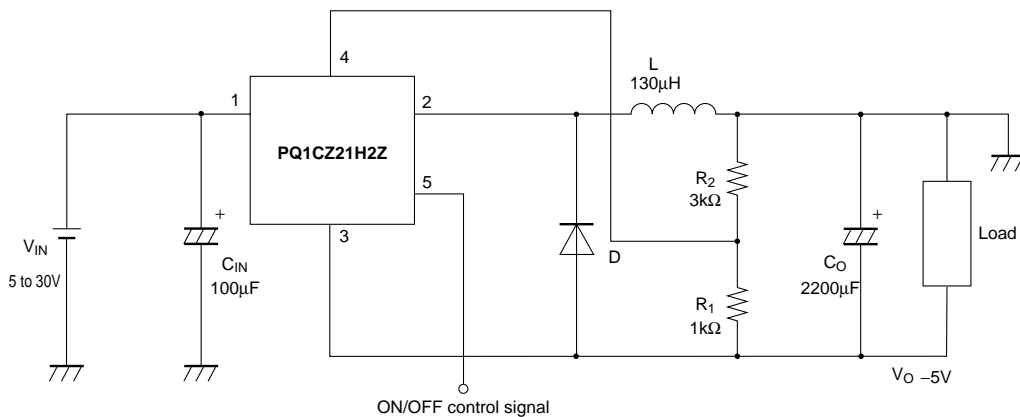 4
L
130μH
1
2
PQ1CZ21H2Z
R2
3kΩ
5
+
+
3
VIN
5 to 30V
CIN
100μF
D
CO
2200μF
Load
R1
1kΩ
VO –5V
ON/OFF control signal